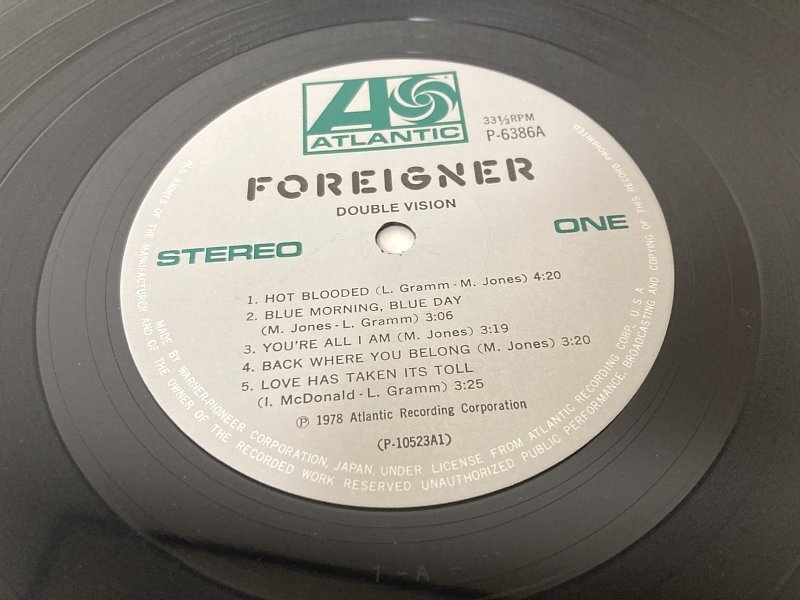 ATLANTIC
33⅓RPM
P-6386A
FOREIGNER
DOUBLE VISION
STEREO
ONE
1. HOT BLOODED (L. Gramm - M. Jones) 4:20
2. BLUE MORNING, BLUE DAY
(M. Jones - L. Gramm) 3:06
3. YOU'RE ALL I AM (M. Jones) 3:19
4. BACK WHERE YOU BELONG (M. Jones) 3:20
5. LOVE HAS TAKEN ITS TOLL
(I. McDonald - L. Gramm) 3:25
Ⓟ 1978 Atlantic Recording Corporation
(P-10523A1)
MADE BY WARNER-PIONEER CORPORATION, JAPAN, UNDER LICENSE FROM ATLANTIC RECORDING CORP., U.S.A.
ALL RIGHTS OF THE MANUFACTURER AND OF THE OWNER OF THE RECORDED WORK RESERVED. UNAUTHORIZED PUBLIC PERFORMANCE, BROADCASTING AND COPYING OF THIS RECORD PROHIBITED
1-A-